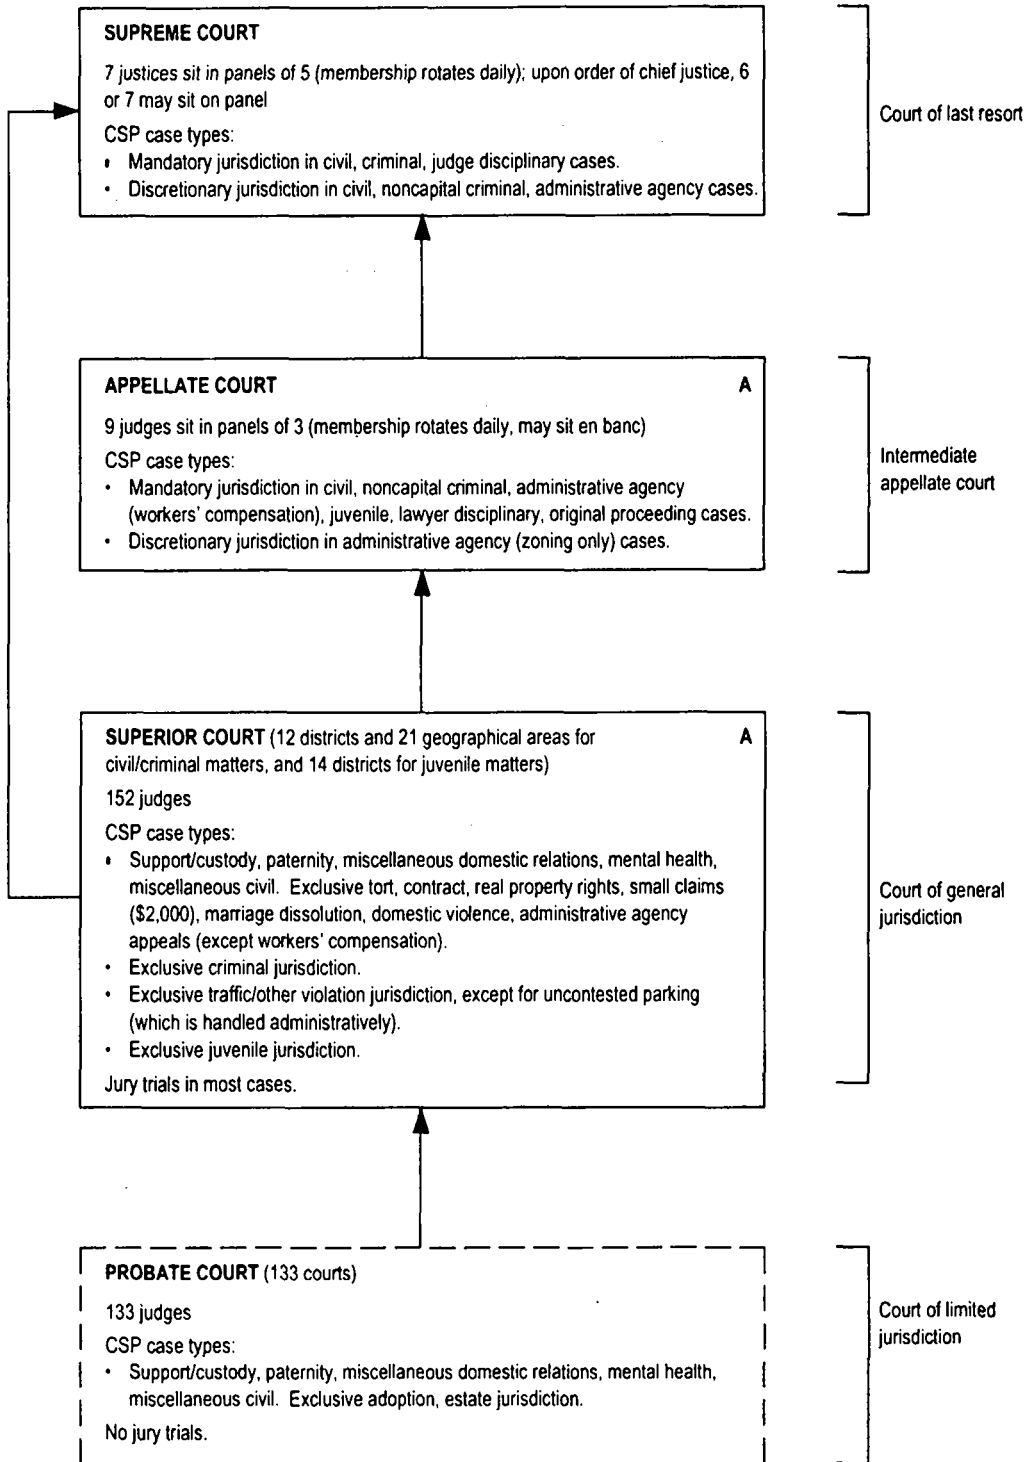 SUPREME COURT
7 justices sit in panels of 5 (membership rotates daily); upon order of chief justice, 6
or 7 may sit on panel
CSP case types:
• Mandatory jurisdiction in civil, criminal, judge disciplinary cases.
• Discretionary jurisdiction in civil, noncapital criminal, administrative agency cases.
Court of last resort
APPELLATE COURT A
9 judges sit in panels of 3 (membership rotates daily, may sit en banc)
CSP case types:
• Mandatory jurisdiction in civil, noncapital criminal, administrative agency
(workers' compensation), juvenile, lawyer disciplinary, original proceeding cases.
• Discretionary jurisdiction in administrative agency (zoning only) cases.
Intermediate
appellate court
SUPERIOR COURT (12 districts and 21 geographical areas for A
civil/criminal matters, and 14 districts for juvenile matters)
152 judges
CSP case types:
• Support/custody, paternity, miscellaneous domestic relations, mental health,
miscellaneous civil. Exclusive tort, contract, real property rights, small claims
($2,000), marriage dissolution, domestic violence, administrative agency
appeals (except workers' compensation).
• Exclusive criminal jurisdiction.
• Exclusive traffic/other violation jurisdiction, except for uncontested parking
(which is handled administratively).
• Exclusive juvenile jurisdiction.
Jury trials in most cases.
Court of general
jurisdiction
PROBATE COURT (133 courts)
133 judges
CSP case types:
• Support/custody, paternity, miscellaneous domestic relations, mental health,
miscellaneous civil. Exclusive adoption, estate jurisdiction.
No jury trials.
Court of limited
jurisdiction